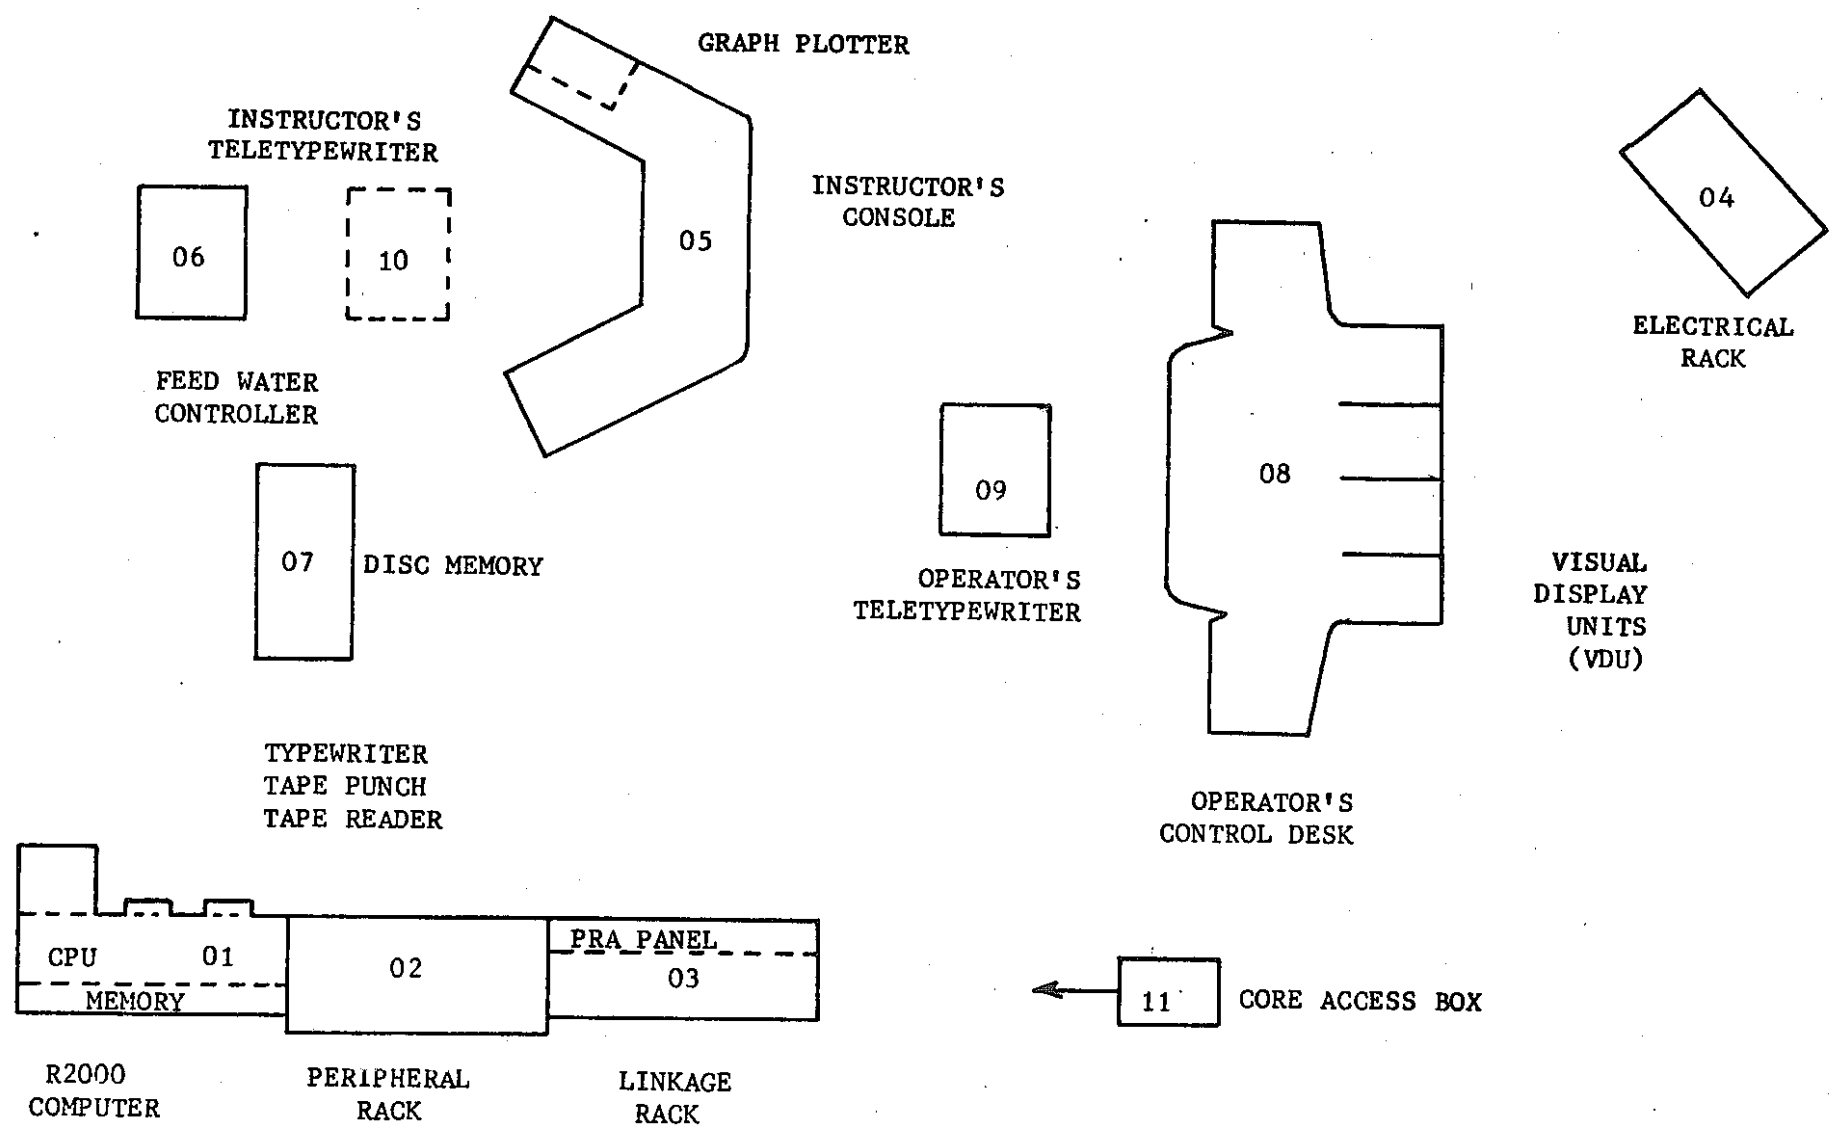 GRAPH PLOTTER
INSTRUCTOR'S
TELETYPEWRITER
INSTRUCTOR'S
CONSOLE
04
05
06
10
ELECTRICAL
RACK
FEED WATER
CONTROLLER
08
09
07
DISC MEMORY
OPERATOR'S
TELETYPEWRITER
VISUAL
DISPLAY
UNITS
(VDU)
TYPEWRITER
TAPE PUNCH
TAPE READER
OPERATOR'S
CONTROL DESK
CPU
01
MEMORY
02
PRA PANEL
03
11
CORE ACCESS BOX
R2000
COMPUTER
PERIPHERAL
RACK
LINKAGE
RACK